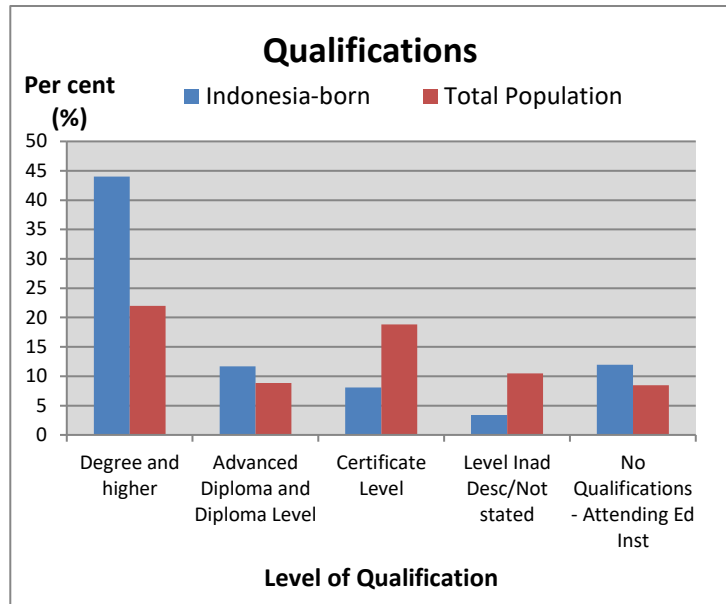 Qualifications
Per cent
(%)
Indonesia-born
Total Population
50
45
40
35
30
25
20
15
10
5
0
Degree and
higher
Advanced
Diploma and
Diploma Level
Certificate
Level
Level Inad
Desc/Not
stated
No
Qualifications
- Attending Ed
Inst
Level of Qualification